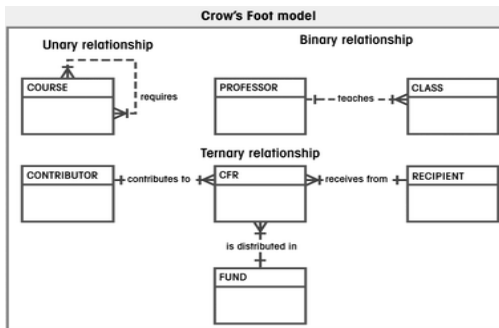 Crow's Foot model
Unary relationship
Binary relationship
COURSE
requires
PROFESSOR
teaches
CLASS
Ternary relationship
CONTRIBUTOR
contributes to
CFR
receives from
RECIPIENT
is distributed in
FUND